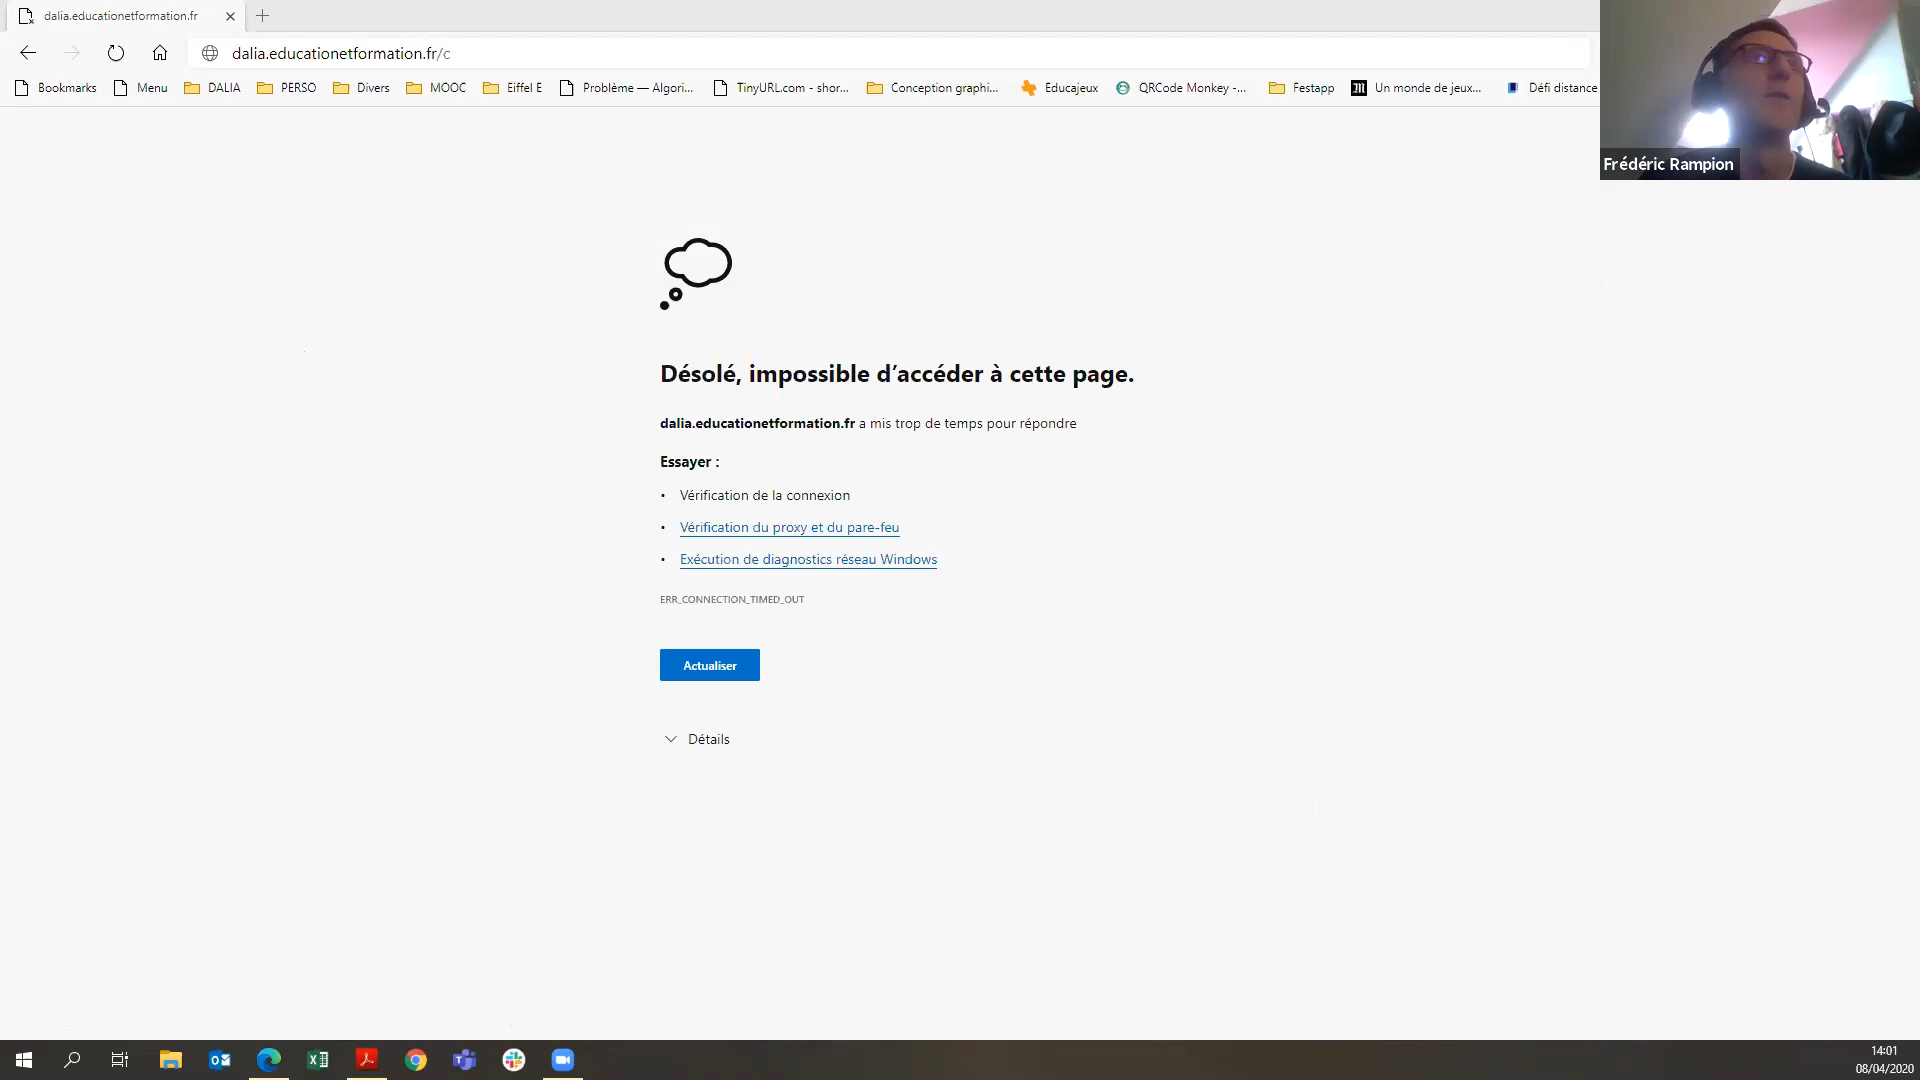 dalia.educationetformation.fr
dalia.educationetformation.fr/c
Bookmarks Menu DALIA PERSO Divers MOOC Eiffel E Problème — Algori... TinyURL.com - shor... Conception graphi... Educajeux QRCode Monkey -... Festapp Un monde de jeux... Défi distance
Frédéric Rampion
Désolé, impossible d’accéder à cette page.
dalia.educationetformation.fr a mis trop de temps pour répondre
Essayer :
• Vérification de la connexion
• Vérification du proxy et du pare-feu
• Exécution de diagnostics réseau Windows
ERR_CONNECTION_TIMED_OUT
Actualiser
Détails
14:01
08/04/2020